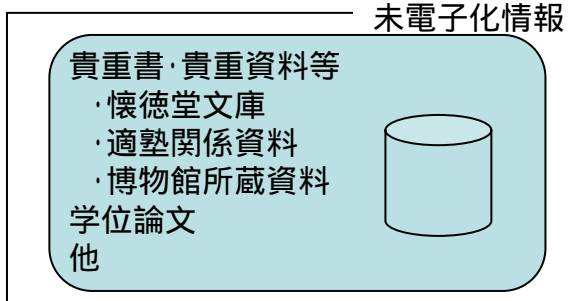 未電子化情報
貴重書・貴重資料等
・懐徳堂文庫
・適塾関係資料
・博物館所蔵資料
学位論文
他